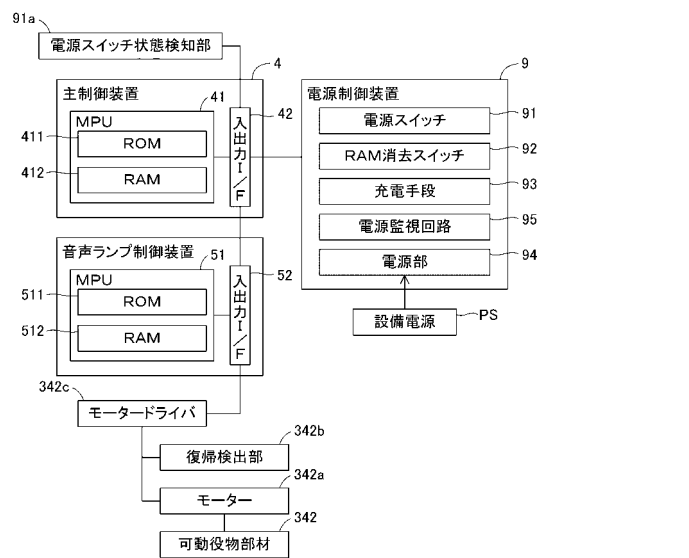 91a
電源スイッチ状態検知部
4
主制御装置
41
42
MPU
411
ROM
412
RAM
入出力I/F
9
電源制御装置
電源スイッチ
91
RAM消去スイッチ
92
充電手段
93
電源監視回路
95
電源部
94
設備電源
PS
音声ランプ制御装置
51
52
MPU
511
ROM
512
RAM
入出力I/F
342c
モータードライバ
342b
復帰検出部
342a
モーター
342
可動役物部材